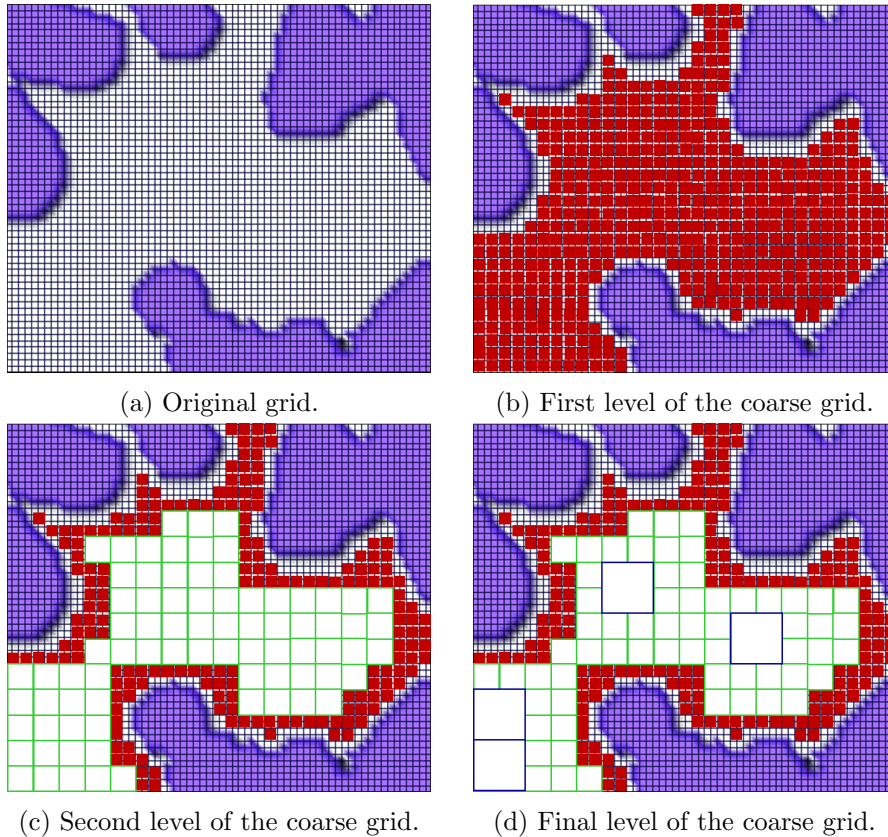 (a) Original grid.
(b) First level of the coarse grid.
(c) Second level of the coarse grid.
(d) Final level of the coarse grid.